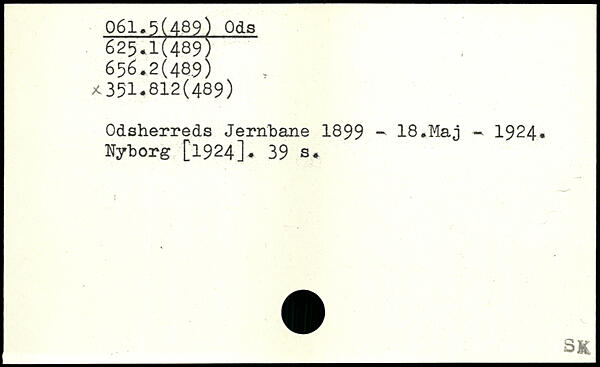 061.5(489) Ods
625.1(489)
656.2(489)
x 351.812(489)
Odsherreds Jernbane 1899 - 18.Maj - 1924.
Nyborg [1924]. 39 s.
SK